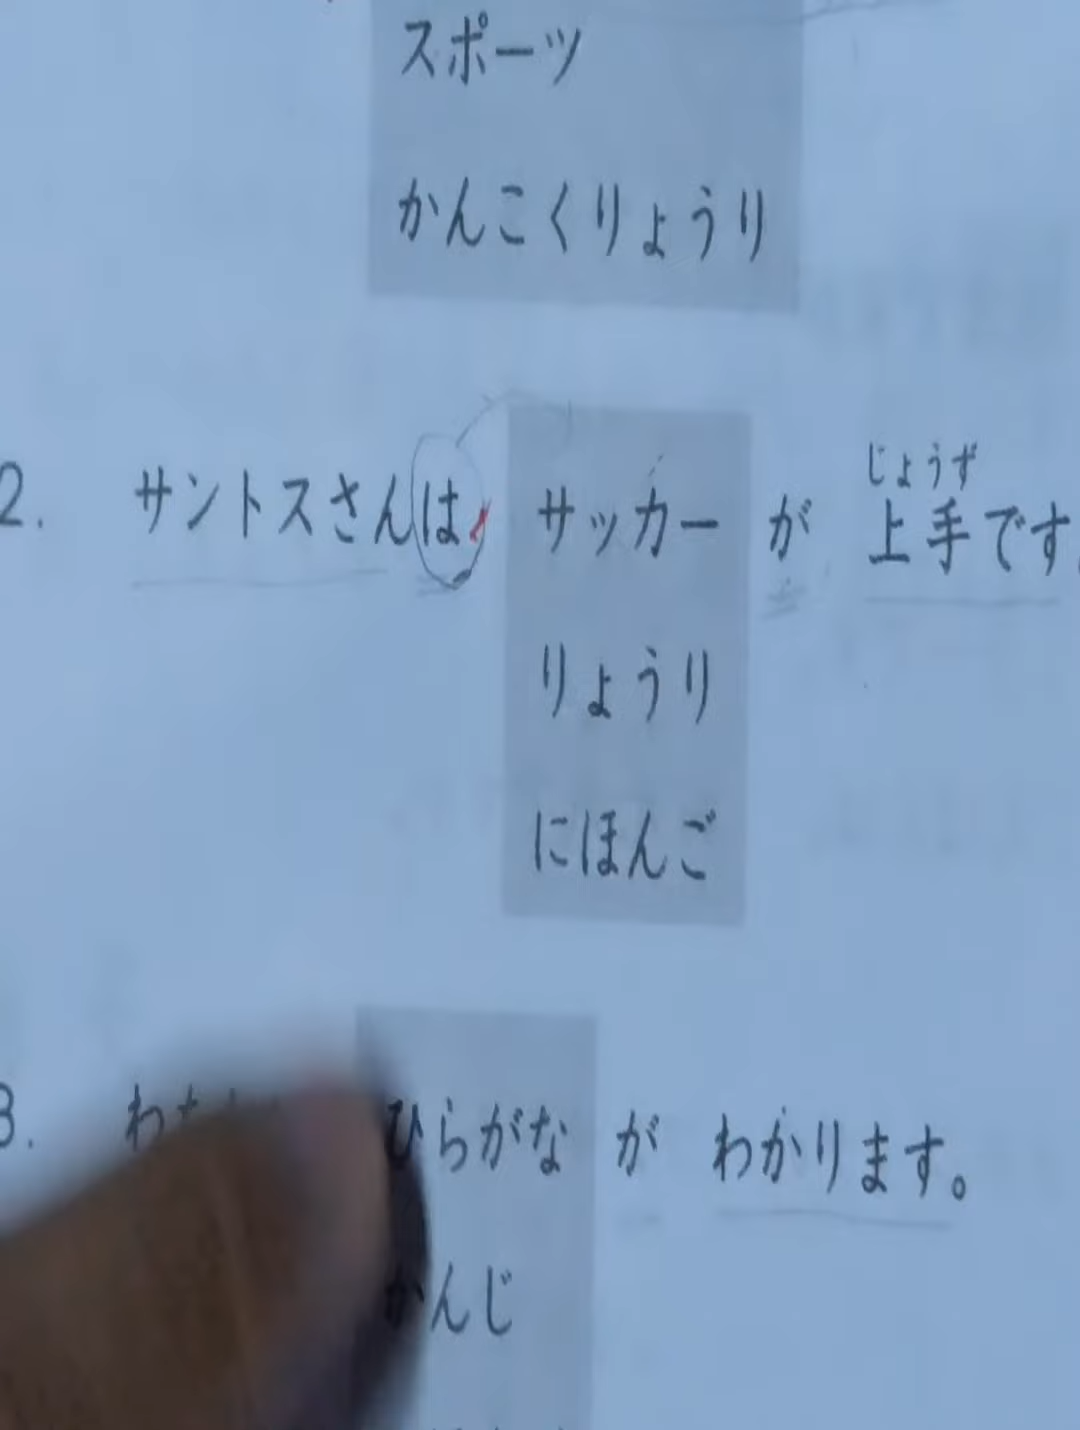 スポーツ
かんこくりょうり
じょうず
2. サントスさんは サッカー が 上手です
りょうり
にほんご
3. ひらがな が わかります。
んじ